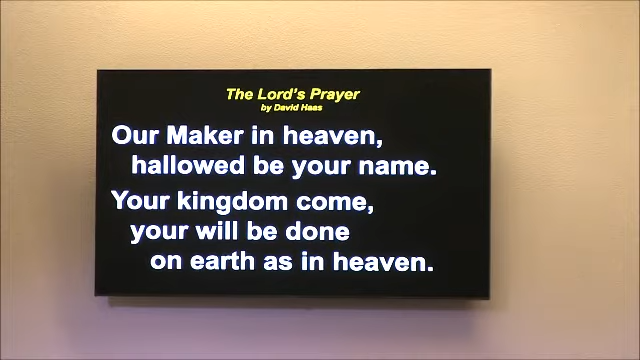 The Lord's Prayer
by David Haas
Our Maker in heaven,
hallowed be your name.
Your kingdom come,
your will be done
on earth as in heaven.